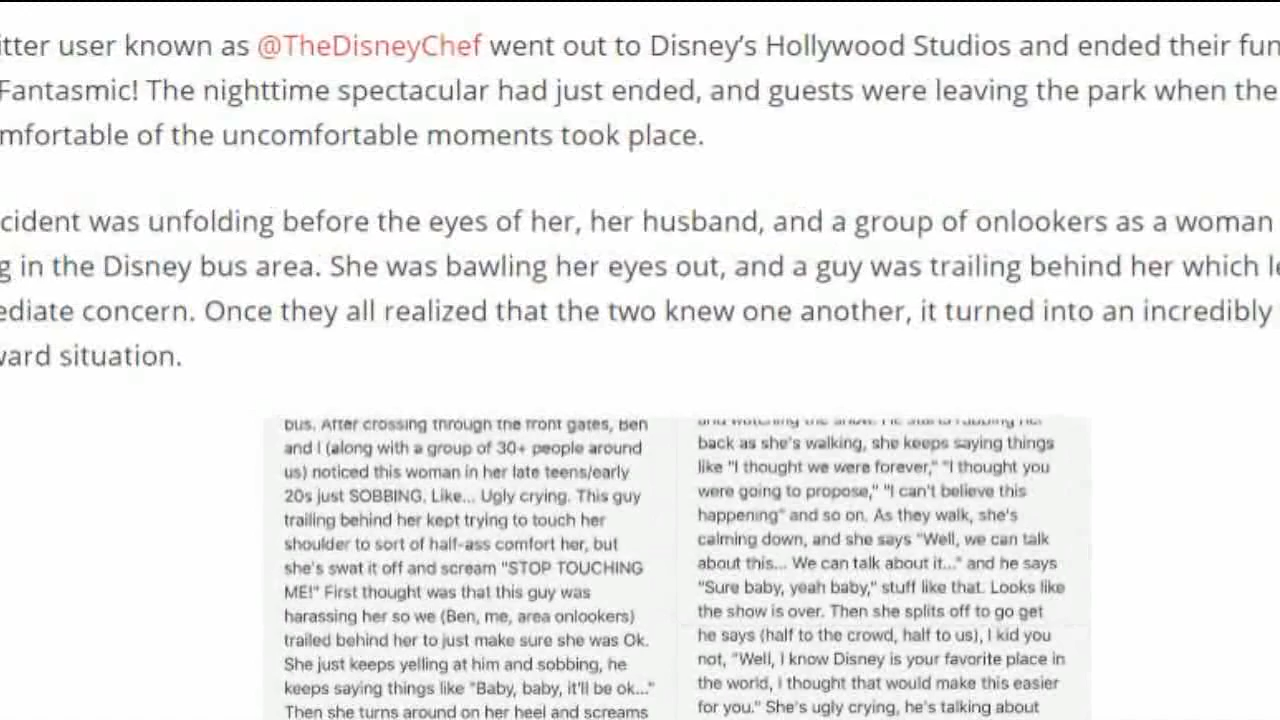 itter user known as @TheDisneyChef went out to Disney's Hollywood Studios and ended their fun
Fantasmic! The nighttime spectacular had just ended, and guests were leaving the park when the
mfortable of the uncomfortable moments took place.
cident was unfolding before the eyes of her, her husband, and a group of onlookers as a woman
g in the Disney bus area. She was bawling her eyes out, and a guy was trailing behind her which le
ediate concern. Once they all realized that the two knew one another, it turned into an incredibly
ward situation.
bus. After crossing through the front gates, Ben
and I (along with a group of 30+ people around
us) noticed this woman in her late teens/early
20s just SOBBING. Like... Ugly crying. This guy
trailing behind her kept trying to touch her
shoulder to sort of half-ass comfort her, but
she's swat it off and scream "STOP TOUCHING
ME!" First thought was that this guy was
harassing her so we (Ben, me, area onlookers)
trailed behind her to just make sure she was Ok.
She just keeps yelling at him and sobbing, he
keeps saying things like "Baby, baby, it'll be ok..."
Then she turns around on her heel and screams
back as she's walking, she keeps saying things
like "I thought we were forever," "I thought you
were going to propose," "I can't believe this
happening" and so on. As they walk, she's
calming down, and she says "Well, we can talk
about this... We can talk about it..." and he says
"Sure baby, yeah baby," stuff like that. Looks like
the show is over. Then she splits off to go get
he says (half to the crowd, half to us), I kid you
not, "Well, I know Disney is your favorite place in
the world, I thought that would make this easier
for you." She's ugly crying, he's talking about